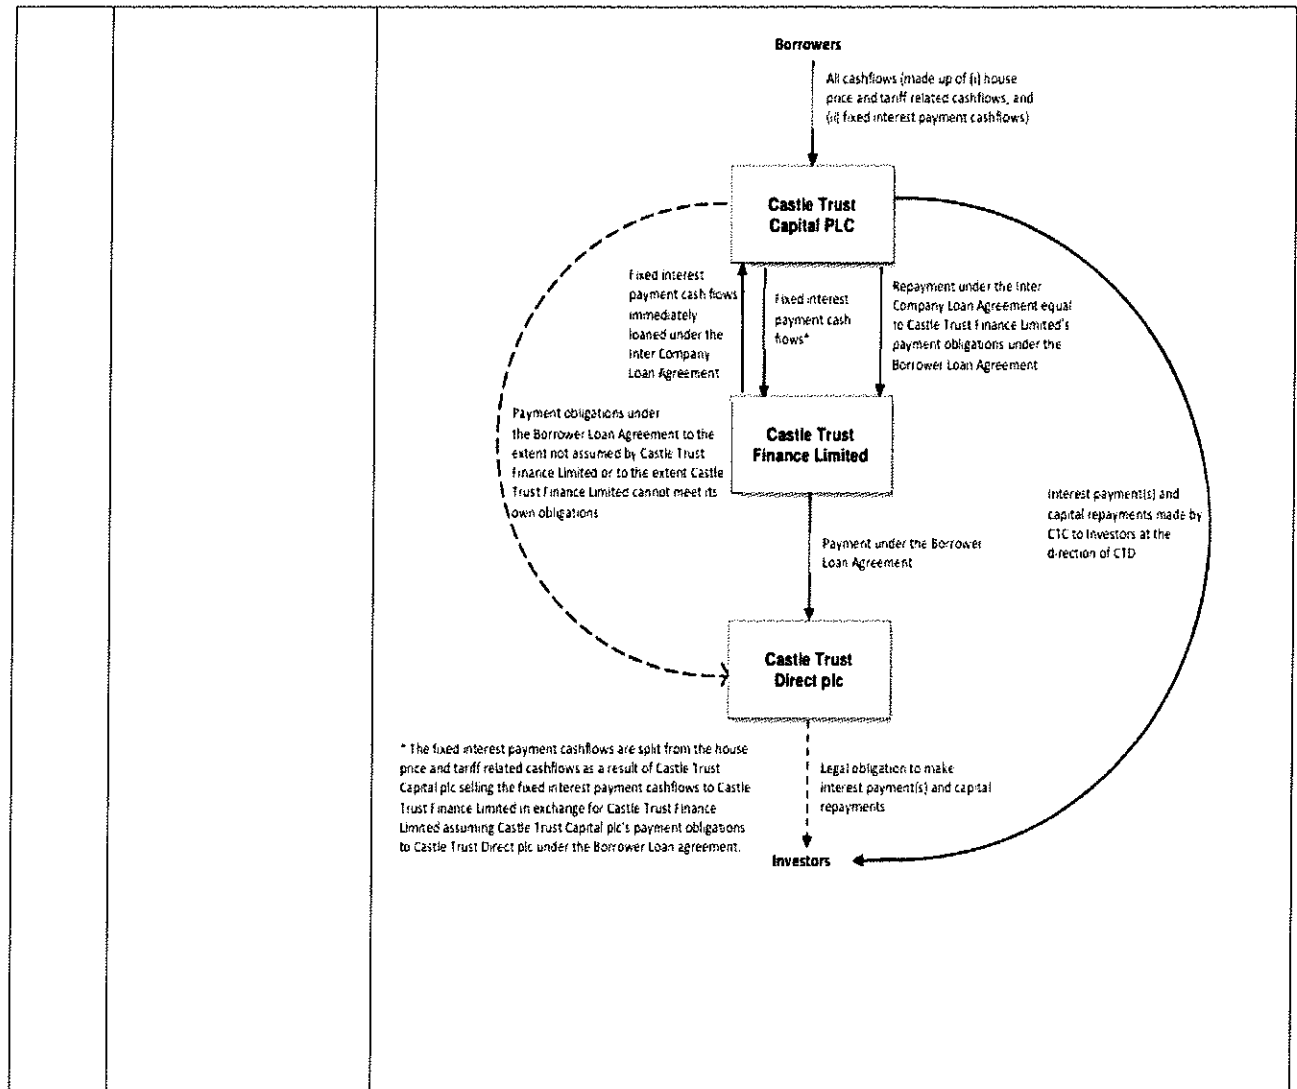 Borrowers
All cashflows (made up of (i) house
price and tariff related cashflows, and
(ii) fixed interest payment cashflows)
Castle Trust
Capital PLC
Fixed interest
payment cash flows
immediately
loaned under the
Inter Company
Loan Agreement
Fixed interest
payment cash
flows*
Repayment under the Inter
Company Loan Agreement equal
to Castle Trust Finance Limited's
payment obligations under the
Borrower Loan Agreement
Payment obligations under
the Borrower Loan Agreement to the
extent not assumed by Castle Trust
Finance Limited or to the extent Castle
Trust Finance Limited cannot meet its
own obligations
Castle Trust
Finance Limited
Interest payment(s) and
capital repayments made by
CTC to Investors at the
direction of CTD
Payment under the Borrower
Loan Agreement
Castle Trust
Direct plc
* The fixed interest payment cashflows are split from the house
price and tariff related cashflows as a result of Castle Trust
Capital plc selling the fixed interest payment cashflows to Castle
Trust Finance Limited in exchange for Castle Trust Finance
Limited assuming Castle Trust Capital plc's payment obligations
to Castle Trust Direct plc under the Borrower Loan agreement.
Legal obligation to make
interest payment(s) and capital
repayments
Investors